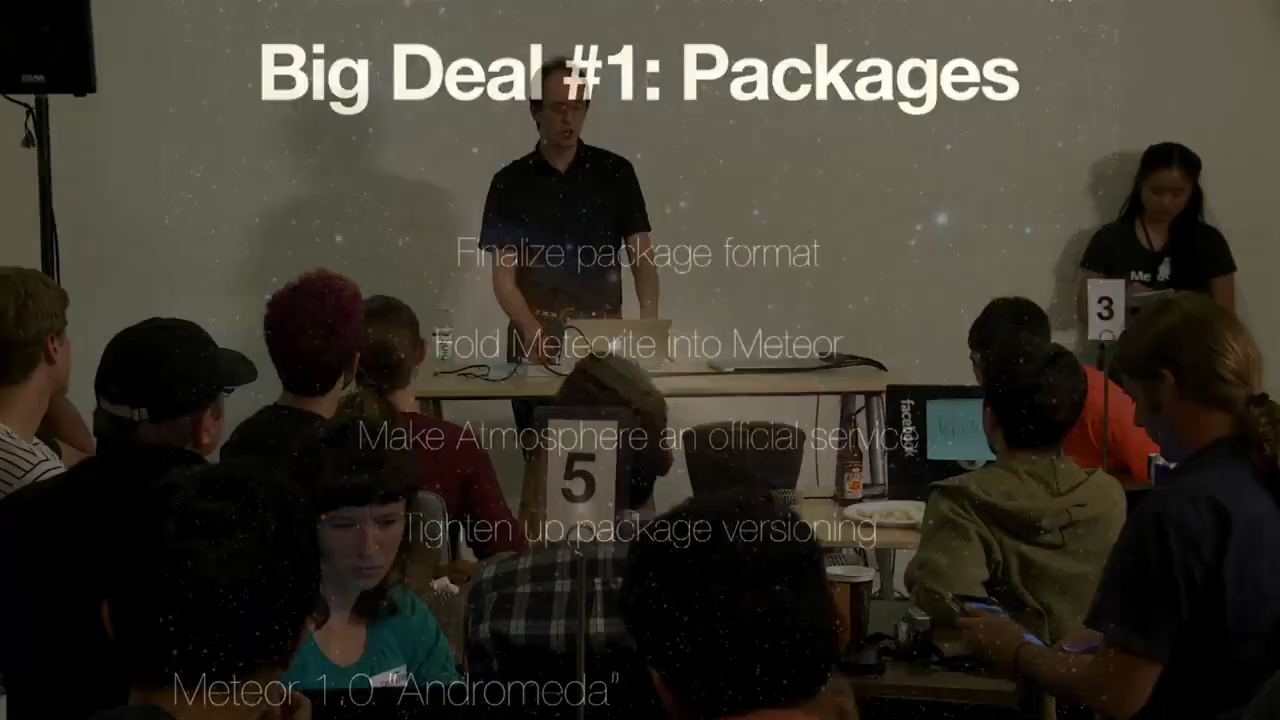 Big Deal #1: Packages
Finalize package format
Fold Meteorite into Meteor
3
Make Atmosphere an official service
facebook
5
Tighten up package versioning
Meteor 1.0 “Andromeda”